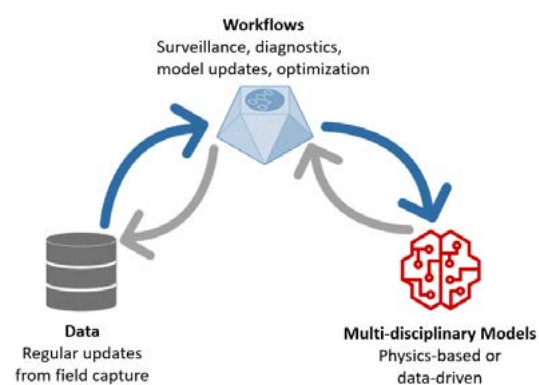 Workflows
Surveillance, diagnostics,
model updates, optimization
Data
Regular updates
from field capture
Multi-disciplinary Models
Physics-based or
data-driven